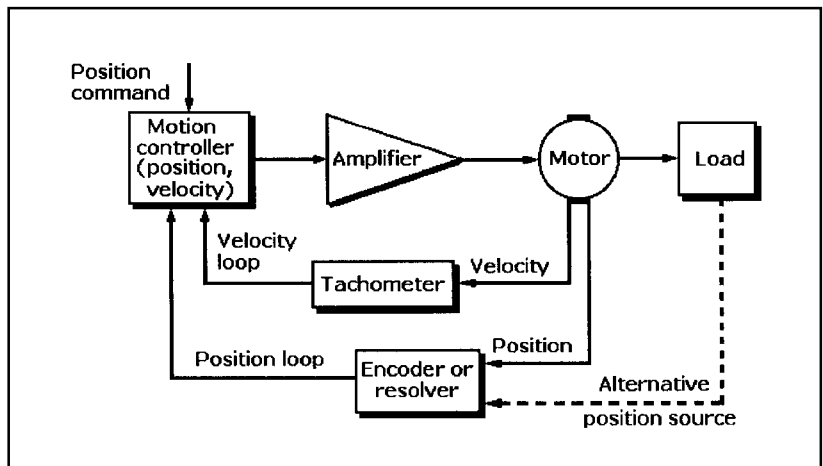 Position
command
Motion
controller
(position,
velocity)
Amplifier
Motor
Load
Velocity
loop
Tachometer
Velocity
Position loop
Encoder or
resolver
Position
Alternative
position source